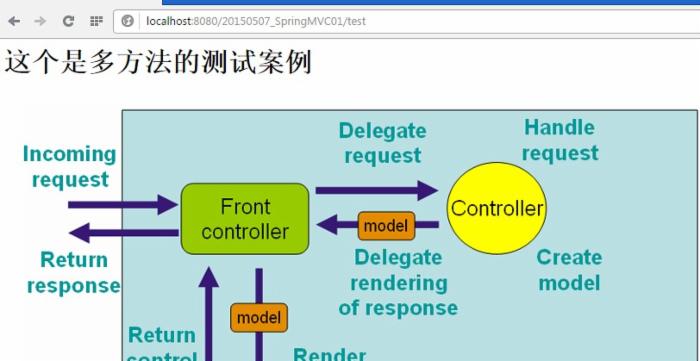 localhost:8080/20150507_SpringMVC01/test
这个是多方法的测试案例
Incoming
request
Return
response
Front
controller
Delegate
request
Handle
request
model
Controller
Delegate
rendering
of response
Create
model
model
Return
control
Render